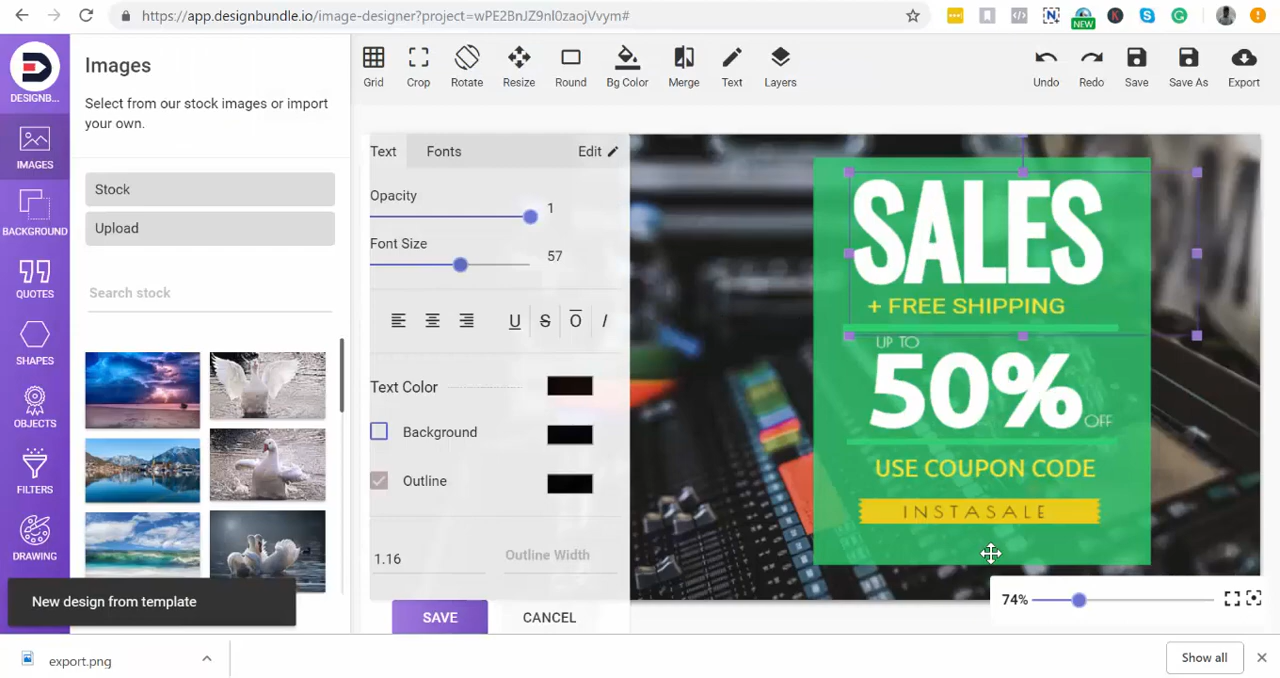 https://app.designbundle.io/image-designer?project=wPE2BnJZ9nl0zaojVvym#
NEW
DESIGNB...
IMAGES
BACKGROUND
QUOTES
SHAPES
OBJECTS
FILTERS
DRAWING
Images
Select from our stock images or import
your own.
Stock
Upload
Search stock
New design from template
Grid
Crop
Rotate
Resize
Round
Bg Color
Merge
Text
Layers
Undo
Redo
Save
Save As
Export
Text
Fonts
Edit
Opacity
1
Font Size
57
U S O I
Text Color
Background
Outline
1.16
Outline Width
SAVE
CANCEL
SALES
+ FREE SHIPPING
UP TO
50%
OFF
USE COUPON CODE
INSTASALE
74%
export.png
Show all